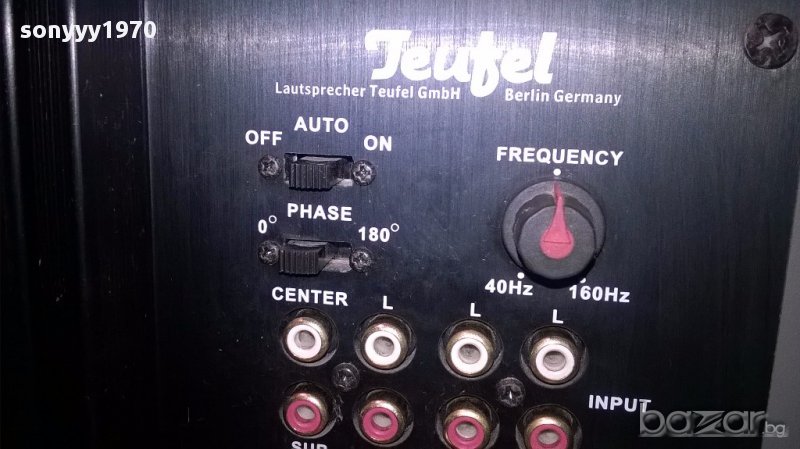 sonyyy1970
Teufel
Lautsprecher Teufel GmbH Berlin Germany
OFF AUTO ON
FREQUENCY
PHASE
0° 180°
40Hz 160Hz
CENTER L L L
INPUT
SUB
bazar.bg